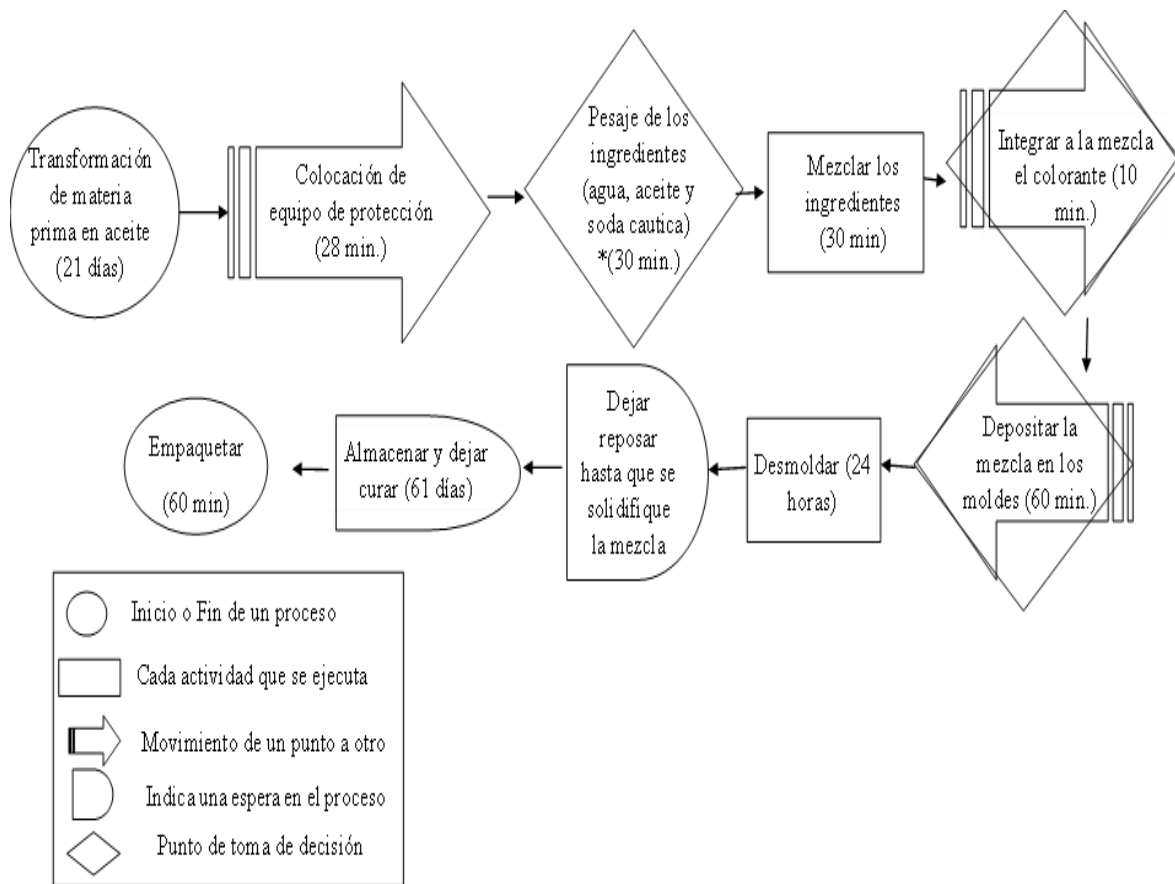 Transformación
de materia
prima en aceite
(21 días)
Colocación de
equipo de protección
(28 min.)
Pesaje de los
ingredientes
(agua, aceite y
soda cautica)
*(30 min.)
Mezclar los
ingredientes
(30 min)
Integrar a la mezcla
el colorante (10
min.)
Depositar la
mezcla en los
moldes (60 min.)
Desmoldar (24
horas)
Dejar
reposar
hasta que se
solidifique
la mezcla
Almacenar y dejar
curar (61 días)
Empaquetar
(60 min)
Inicio o Fin de un proceso
Cada actividad que se ejecuta
Movimiento de un punto a otro
Indica una espera en el proceso
Punto de toma de decisión